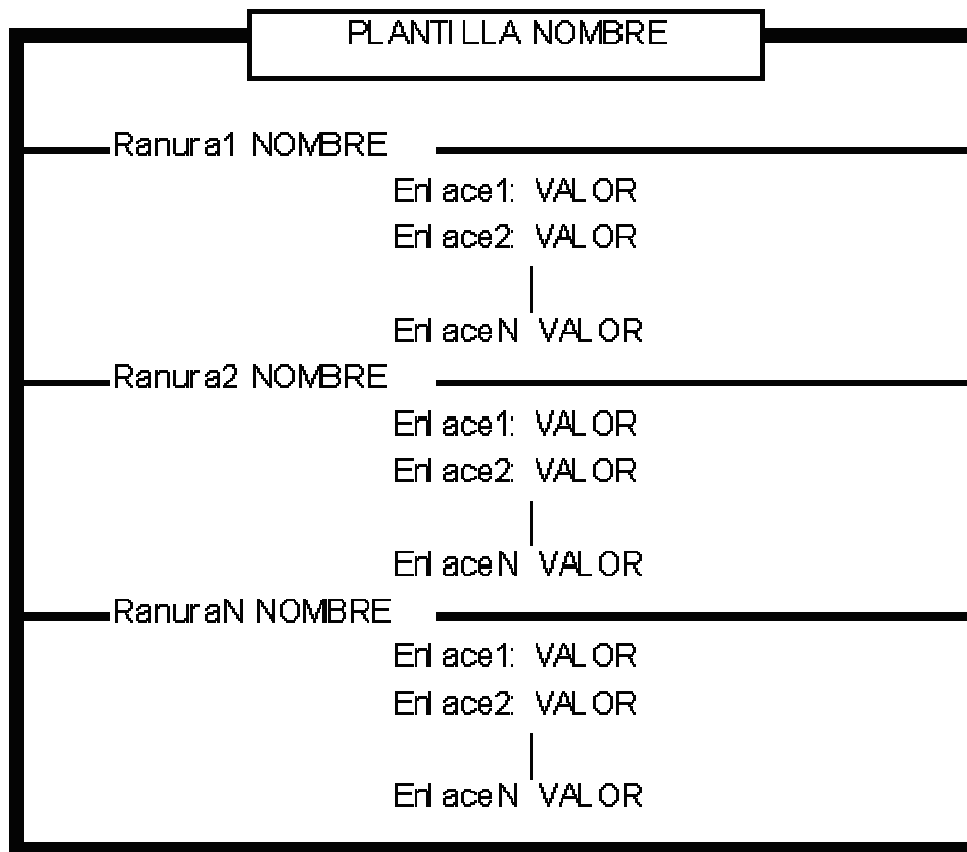 PLANTILLA NOMBRE
Ranura1 NOMBRE
Enlace1: VALOR
Enlace2: VALOR
EnlaceN VALOR
Ranura2 NOMBRE
Enlace1: VALOR
Enlace2: VALOR
EnlaceN VALOR
RanuraN NOMBRE
Enlace1: VALOR
Enlace2: VALOR
EnlaceN VALOR